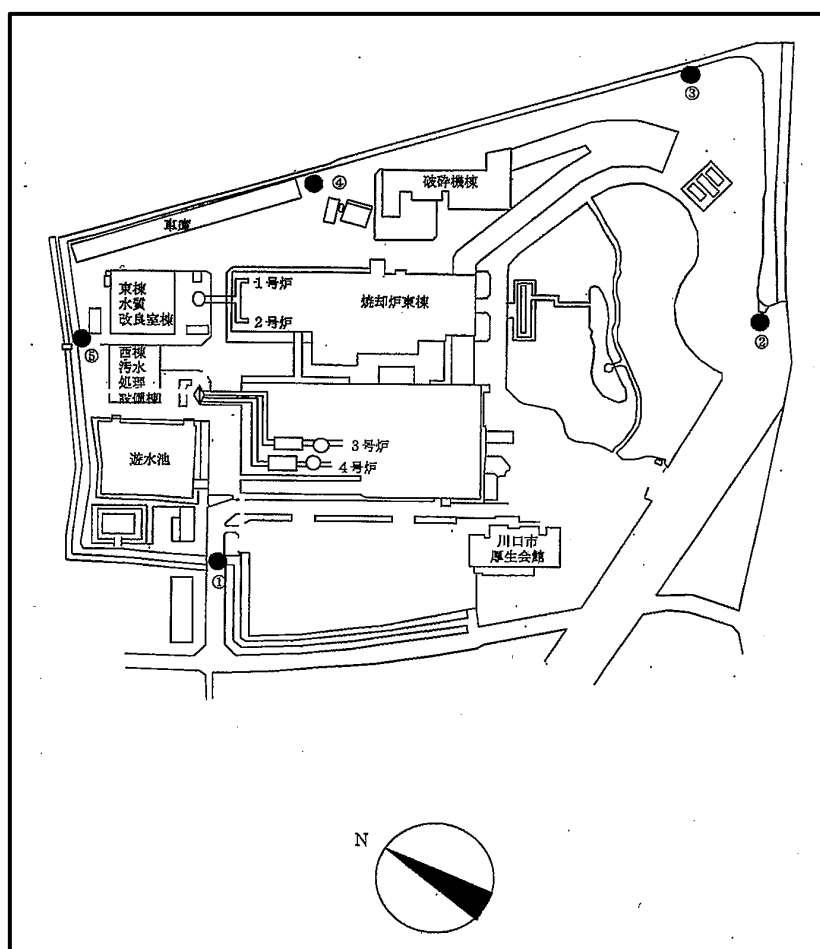 ③
④
破砕機棟
車庫
東棟
水質
改良室棟
1号炉
2号炉
焼却炉東棟
②
⑤
西棟
汚水
処理
設備棟
3号炉
4号炉
遊水池
川口市
厚生会館
①
N